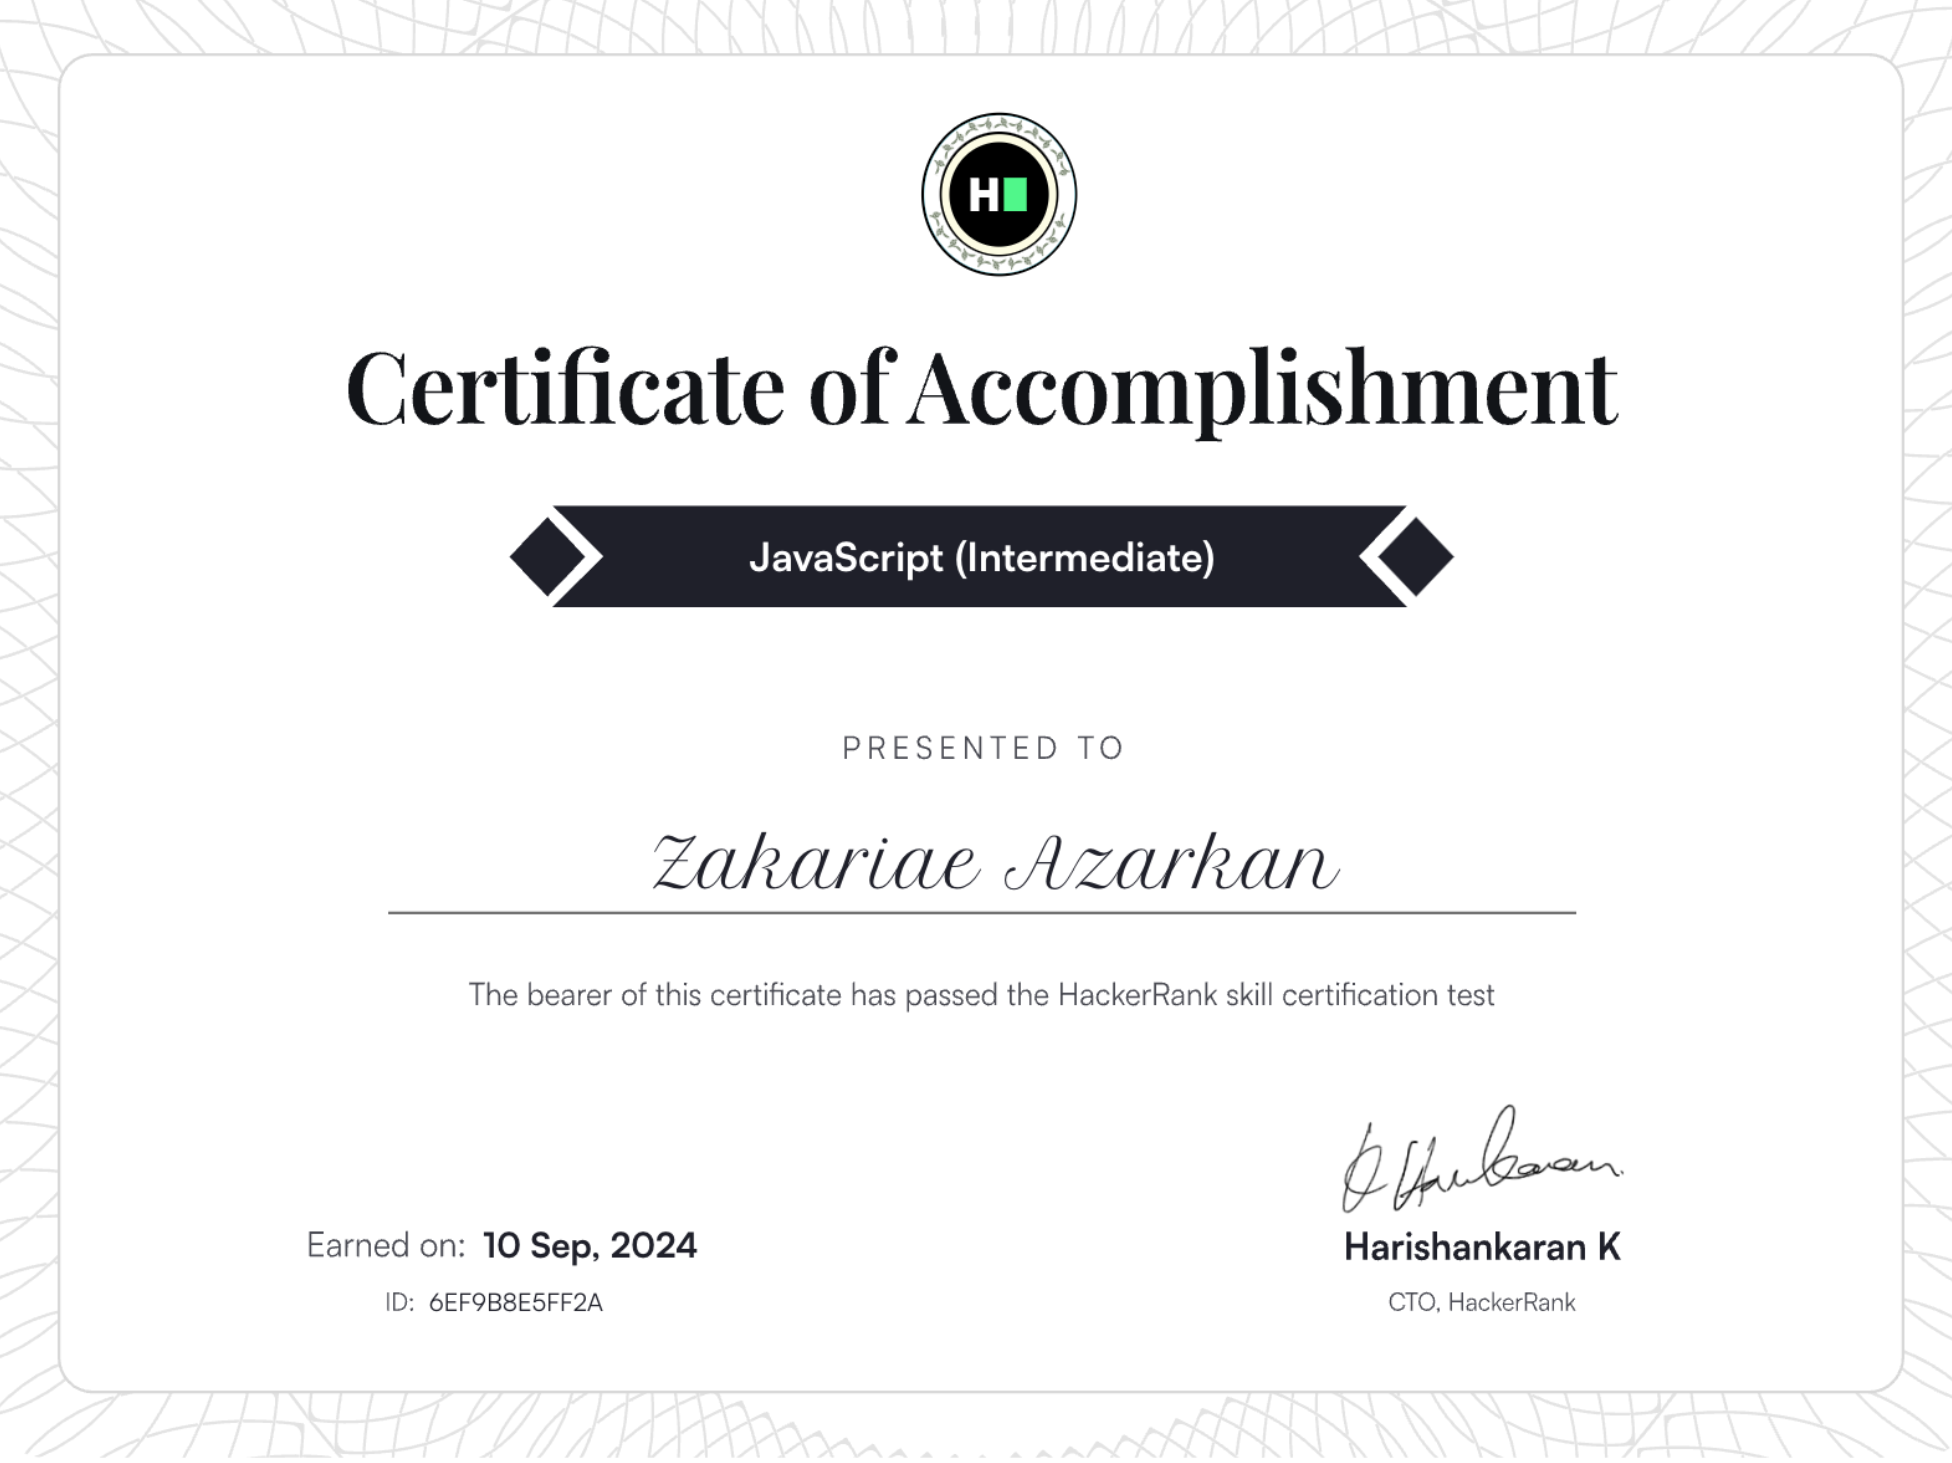 H
Certificate of Accomplishment
JavaScript (Intermediate)
PRESENTED TO
Zakariae Azarkan
The bearer of this certificate has passed the HackerRank skill certification test
Earned on: 10 Sep, 2024
ID: 6EF9B8E5FF2A
Harishankaran K
CTO, HackerRank